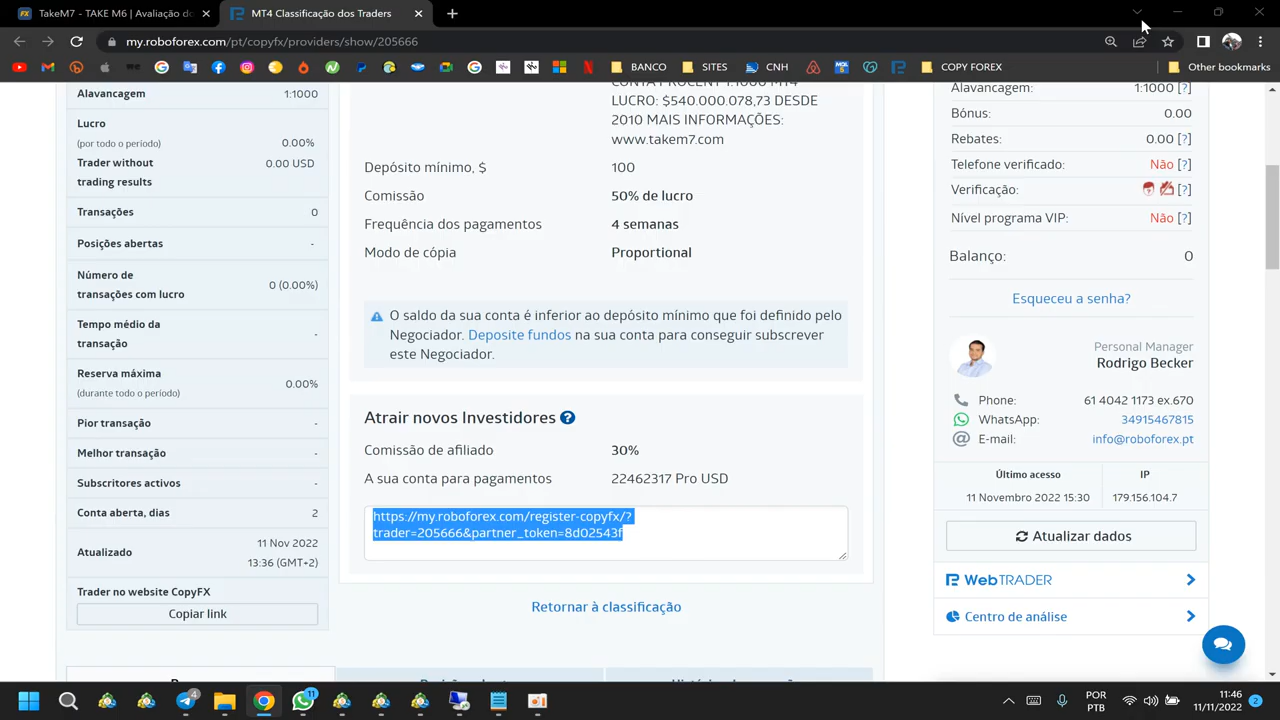 TakeM7 - TAKE M6 | Avaliação do
MT4 Classificação dos Traders
my.roboforex.com/pt/copyfx/providers/show/205666
BANCO
SITES
CNH
COPY FOREX
Other bookmarks
Alavancagem 1:1000
Lucro
(por todo o período) 0.00%
Trader without
trading results
0.00 USD
Transações 0
Posições abertas -
Número de
transações com lucro
0 (0.00%)
Tempo médio da
transação
-
Reserva máxima
(durante todo o período)
0.00%
Pior transação -
Melhor transação -
Subscritores activos -
Conta aberta, dias 2
Atualizado
11 Nov 2022
13:36 (GMT+2)
Trader no website CopyFX
Copiar link
LUCRO: $540.000.078,73 DESDE
2010 MAIS INFORMAÇÕES:
www.takem7.com
Depósito mínimo, $ 100
Comissão 50% de lucro
Frequência dos pagamentos 4 semanas
Modo de cópia Proportional
O saldo da sua conta é inferior ao depósito mínimo que foi definido pelo
Negociador. Deposite fundos na sua conta para conseguir subscrever
este Negociador.
Atrair novos Investidores ?
Comissão de afiliado 30%
A sua conta para pagamentos 22462317 Pro USD
https://my.roboforex.com/register-copyfx/?
trader=205666&partner_token=8d02543f
Retornar à classificação
Alavancagem: 1:1000 [?]
Bónus: 0.00
Rebates: 0.00 [?]
Telefone verificado: Não [?]
Verificação: [?]
Nível programa VIP: Não [?]
Balanço: 0
Esqueceu a senha?
Personal Manager
Rodrigo Becker
Phone: 61 4042 1173 ex.670
WhatsApp: 34915467815
E-mail: info@roboforex.pt
Último acesso
11 Novembro 2022 15:30
IP
179.156.104.7
Atualizar dados
WebTRADER
Centro de análise
4
11
POR
PTB
11:46
11/11/2022
2